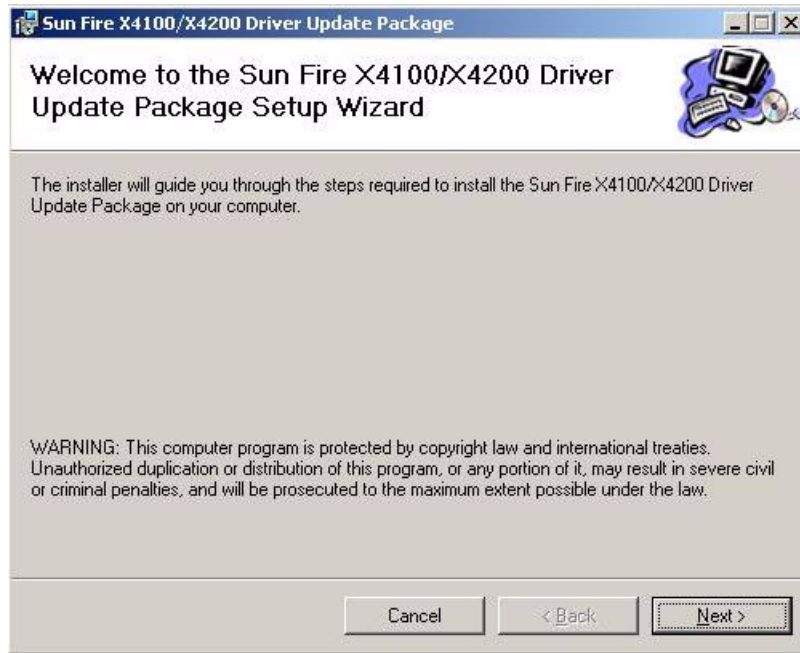 Sun Fire X4100/X4200 Driver Update Package
Welcome to the Sun Fire X4100/X4200 Driver
Update Package Setup Wizard
The installer will guide you through the steps required to install the Sun Fire X4100/X4200 Driver
Update Package on your computer.
WARNING: This computer program is protected by copyright law and international treaties.
Unauthorized duplication or distribution of this program, or any portion of it, may result in severe civil
or criminal penalties, and will be prosecuted to the maximum extent possible under the law.
Cancel
< Back
Next >